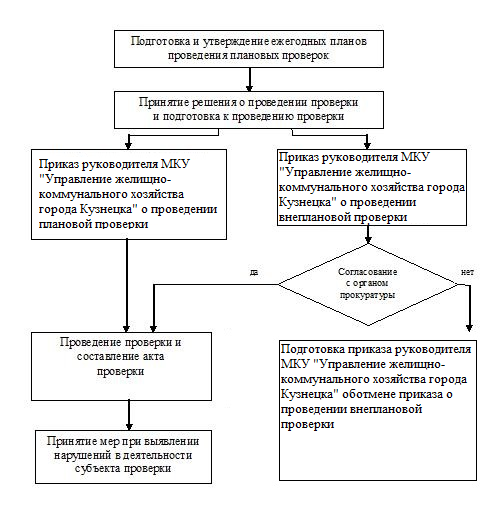 Подготовка и утверждение ежегодных планов
проведения плановых проверок
Принятие решения о проведении проверки
и подготовка к проведению проверки
Приказ руководителя МКУ
"Управление желищно-
коммунального хозяйства
города Кузнецка" о проведении
плановой проверки
Приказ руководителя МКУ
"Управление желищно-
коммунального хозяйства города
Кузнецка" о проведении
внеплановой проверки
да
Согласование
с органом
прокуратуры
нет
Проведение проверки и
составление акта
проверки
Подготовка приказа руководителя
МКУ "Управление желищно-
коммунального хозяйства города
Кузнецка" оботмене приказа о
проведении внеплановой
проверки
Принятие мер при выявлении
нарушений в деятельности
субъекта проверки